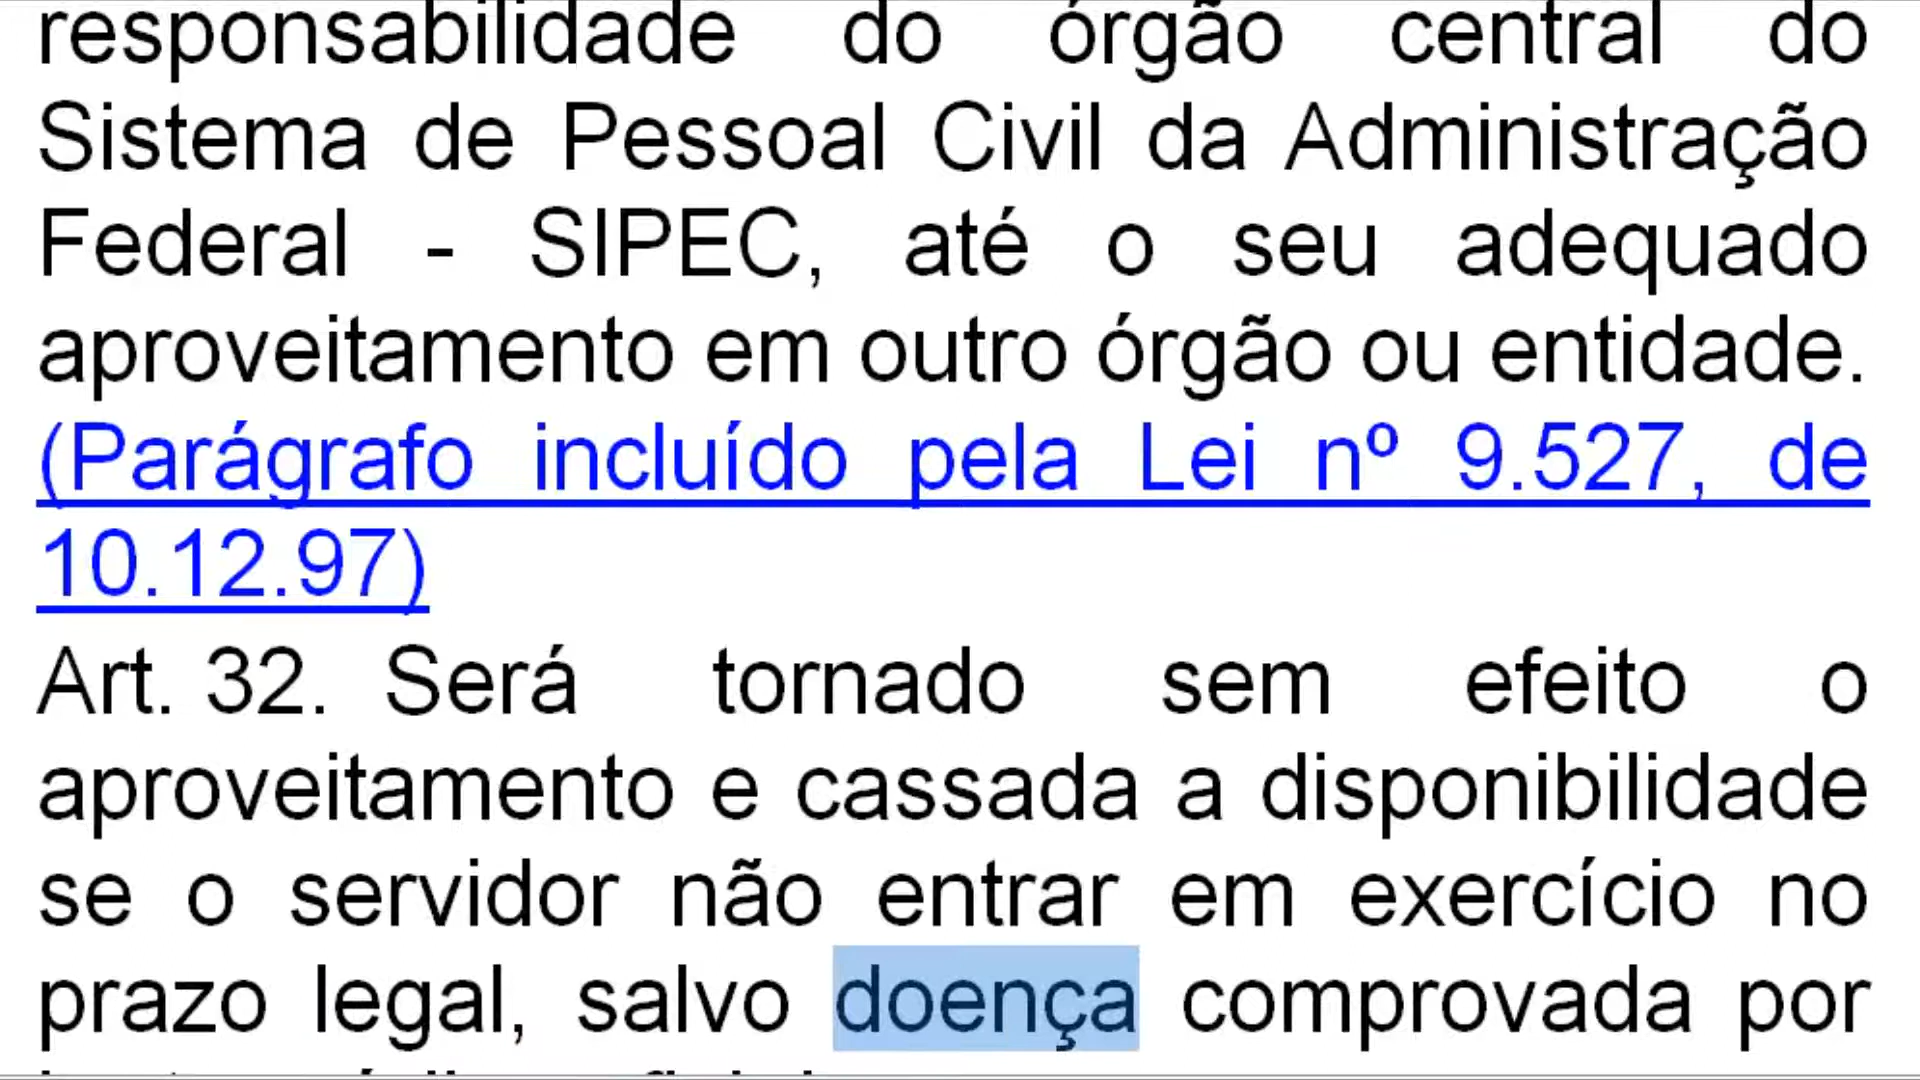 responsabilidade do órgão central do
Sistema de Pessoal Civil da Administração
Federal - SIPEC, até o seu adequado
aproveitamento em outro órgão ou entidade.
(Parágrafo incluído pela Lei nº 9.527, de
10.12.97)
Art. 32. Será tornado sem efeito o
aproveitamento e cassada a disponibilidade
se o servidor não entrar em exercício no
prazo legal, salvo doença comprovada por